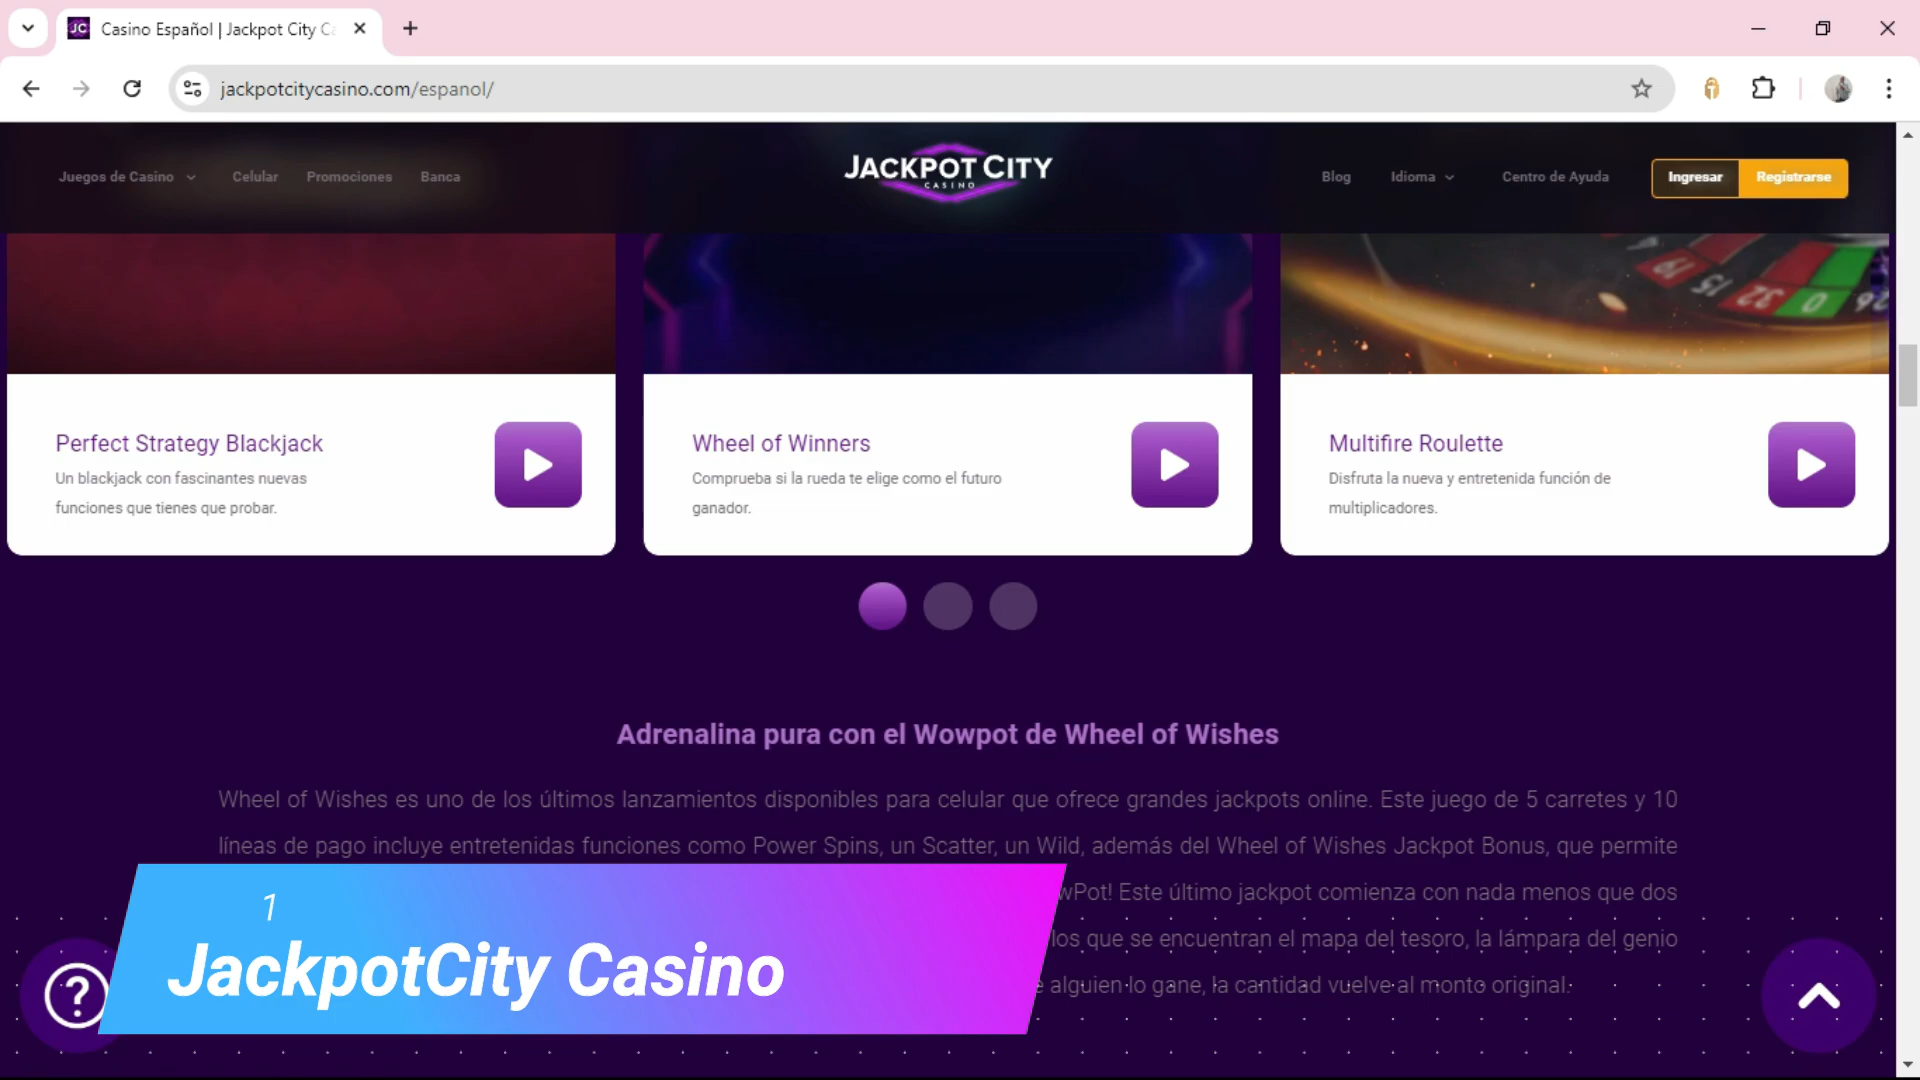 JC
Casino Español | Jackpot City C
jackpotcitycasino.com/espanol/
Juegos de Casino
Celular
Promociones
Banca
JACKPOT CITY
CASINO
Blog
Idioma
Centro de Ayuda
Ingresar
Registrarse
19 15 32 0 26
Perfect Strategy Blackjack
Un blackjack con fascinantes nuevas
funciones que tienes que probar.
Wheel of Winners
Comprueba si la rueda te elige como el futuro
ganador.
Multifire Roulette
Disfruta la nueva y entretenida función de
multiplicadores.
Adrenalina pura con el Wowpot de Wheel of Wishes
Wheel of Wishes es uno de los últimos lanzamientos disponibles para celular que ofrece grandes jackpots online. Este juego de 5 carretes y 10
líneas de pago incluye entretenidas funciones como Power Spins, un Scatter, un Wild, además del Wheel of Wishes Jackpot Bonus, que permite
wPot! Este último jackpot comienza con nada menos que dos
los que se encuentran el mapa del tesoro, la lámpara del genio
e alguien lo gane, la cantidad vuelve al monto original.
1
JackpotCity Casino
?